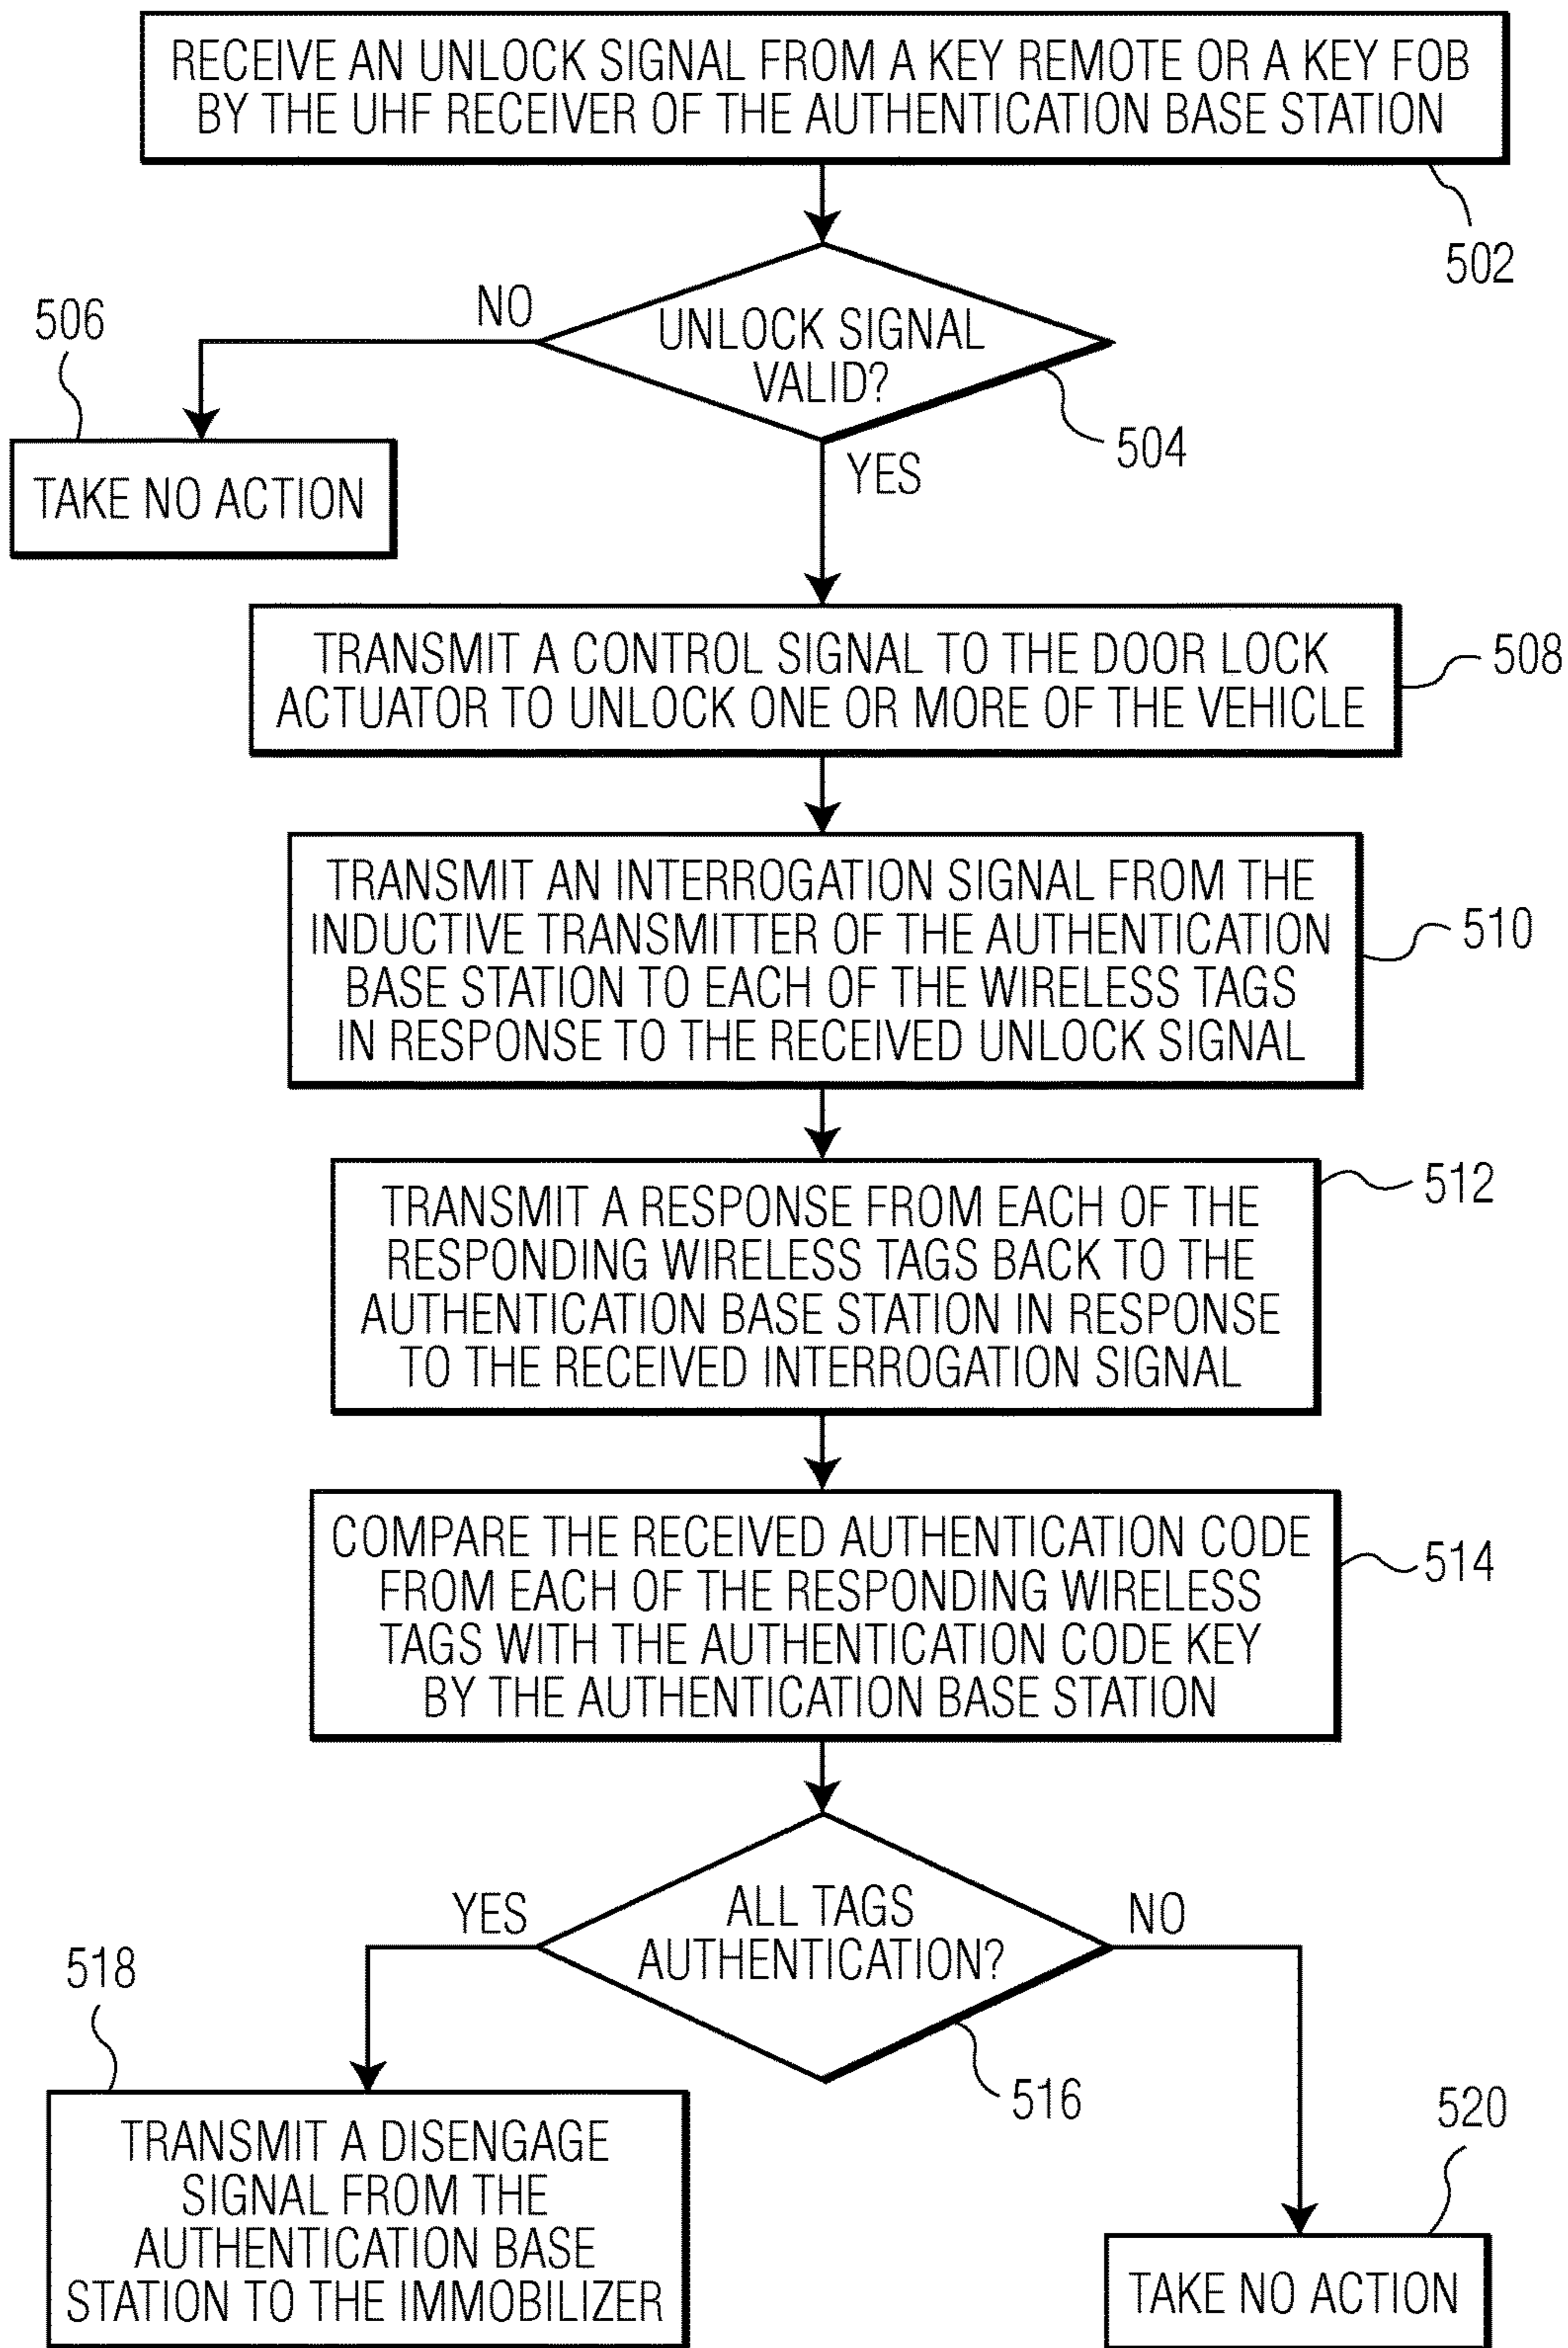 RECEIVE AN UNLOCK SIGNAL FROM A KEY REMOTE OR A KEY FOB
BY THE UHF RECEIVER OF THE AUTHENTICATION BASE STATION
502
NO
506
UNLOCK SIGNAL
VALID?
504
YES
TAKE NO ACTION
TRANSMIT A CONTROL SIGNAL TO THE DOOR LOCK
ACTUATOR TO UNLOCK ONE OR MORE OF THE VEHICLE
508
TRANSMIT AN INTERROGATION SIGNAL FROM THE
INDUCTIVE TRANSMITTER OF THE AUTHENTICATION
BASE STATION TO EACH OF THE WIRELESS TAGS
IN RESPONSE TO THE RECEIVED UNLOCK SIGNAL
510
TRANSMIT A RESPONSE FROM EACH OF THE
RESPONDING WIRELESS TAGS BACK TO THE
AUTHENTICATION BASE STATION IN RESPONSE
TO THE RECEIVED INTERROGATION SIGNAL
512
COMPARE THE RECEIVED AUTHENTICATION CODE
FROM EACH OF THE RESPONDING WIRELESS
TAGS WITH THE AUTHENTICATION CODE KEY
BY THE AUTHENTICATION BASE STATION
514
YES
ALL TAGS
AUTHENTICATION?
NO
516
518
TRANSMIT A DISENGAGE
SIGNAL FROM THE
AUTHENTICATION BASE
STATION TO THE IMMOBILIZER
520
TAKE NO ACTION